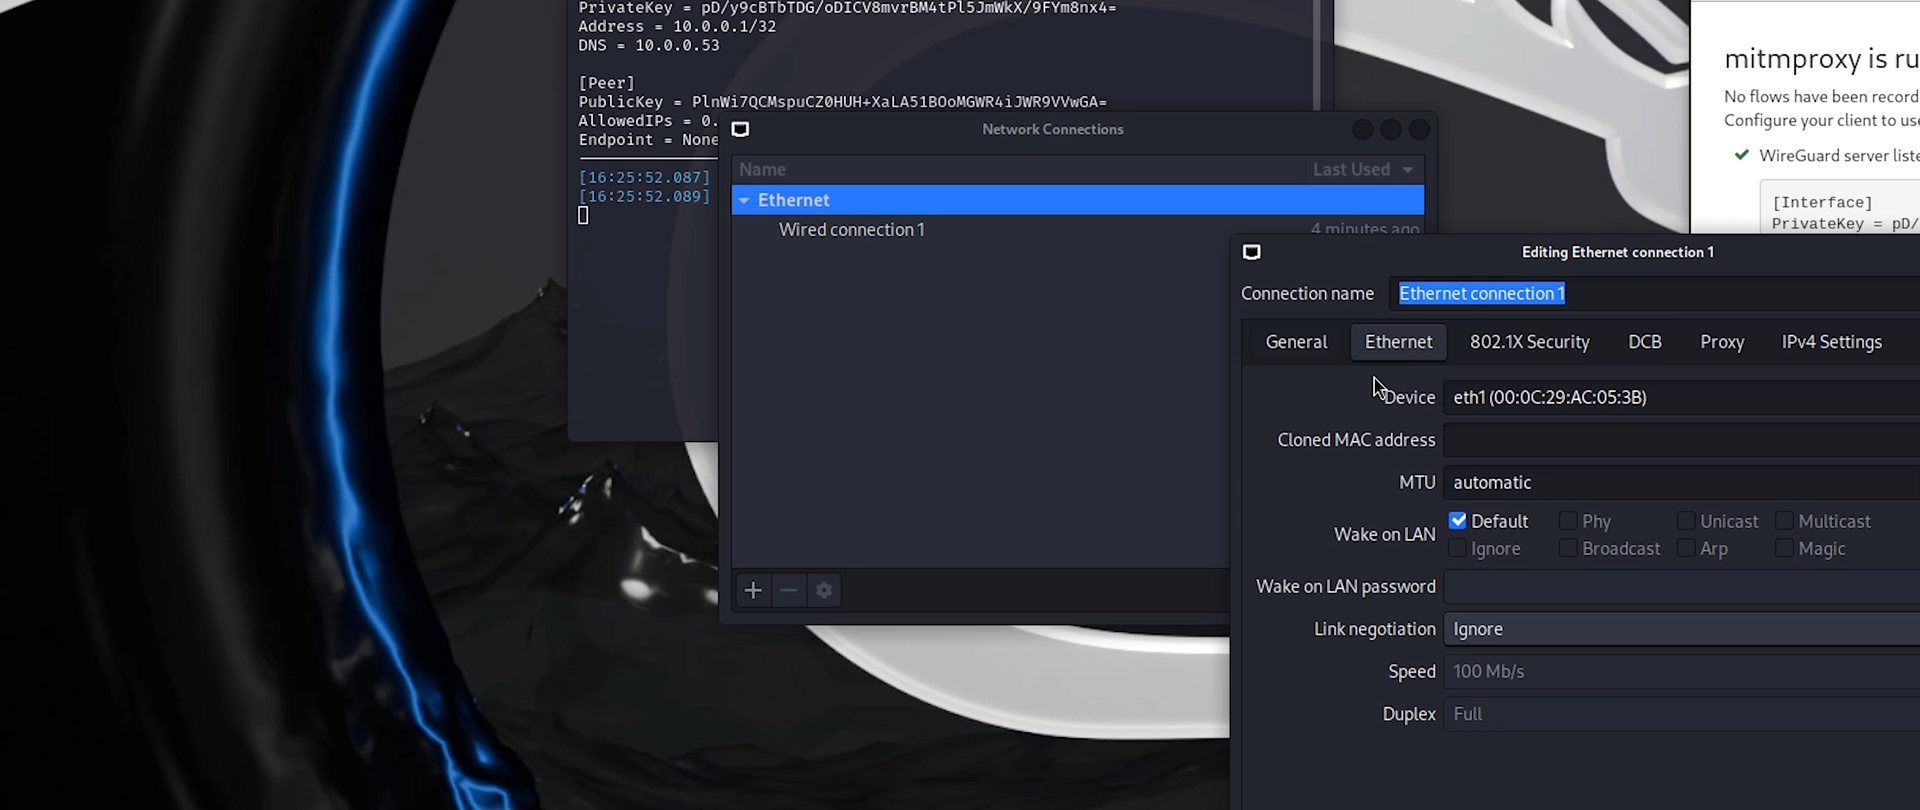 PrivateKey = pD/y9cBTbTDG/oDICV8mvrBM4tPl5JmWkX/9FYm8nx4=
Address = 10.0.0.1/32
DNS = 10.0.0.53
[Peer]
PublicKey = PlnWi7QCMspuCZ0HUH+XaLA51BOoMGWR4iJWR9VVwGA=
AllowedIPs = 0.
Endpoint = None
[16:25:52.087]
[16:25:52.089]
Network Connections
Name Last Used
Ethernet
Wired connection 1 4 minutes ago
Editing Ethernet connection 1
Connection name Ethernet connection 1
General Ethernet 802.1X Security DCB Proxy IPv4 Settings
Device eth1 (00:0C:29:AC:05:3B)
Cloned MAC address
MTU automatic
Wake on LAN
Default Phy Unicast Multicast
Ignore Broadcast Arp Magic
Wake on LAN password
Link negotiation Ignore
Speed 100 Mb/s
Duplex Full
mitmproxy is ru
No flows have been record
Configure your client to use
WireGuard server liste
[Interface]
PrivateKey = pD/